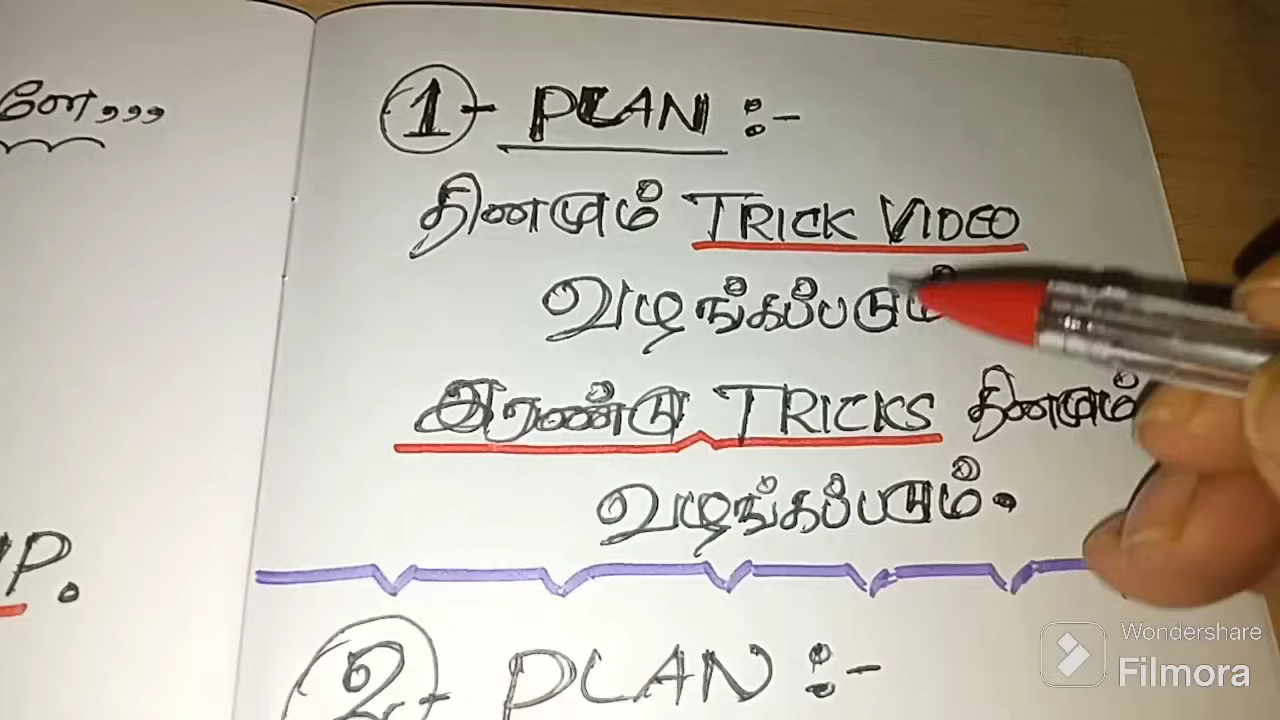 னே,,,
P.
1 - PLAN :-
தினமும் TRICK VIDEO
வழங்கப்படும்
இரண்டு TRICKS தினமும்
வழங்கப்படும்.
2 - PLAN :-
Wondershare
Filmora